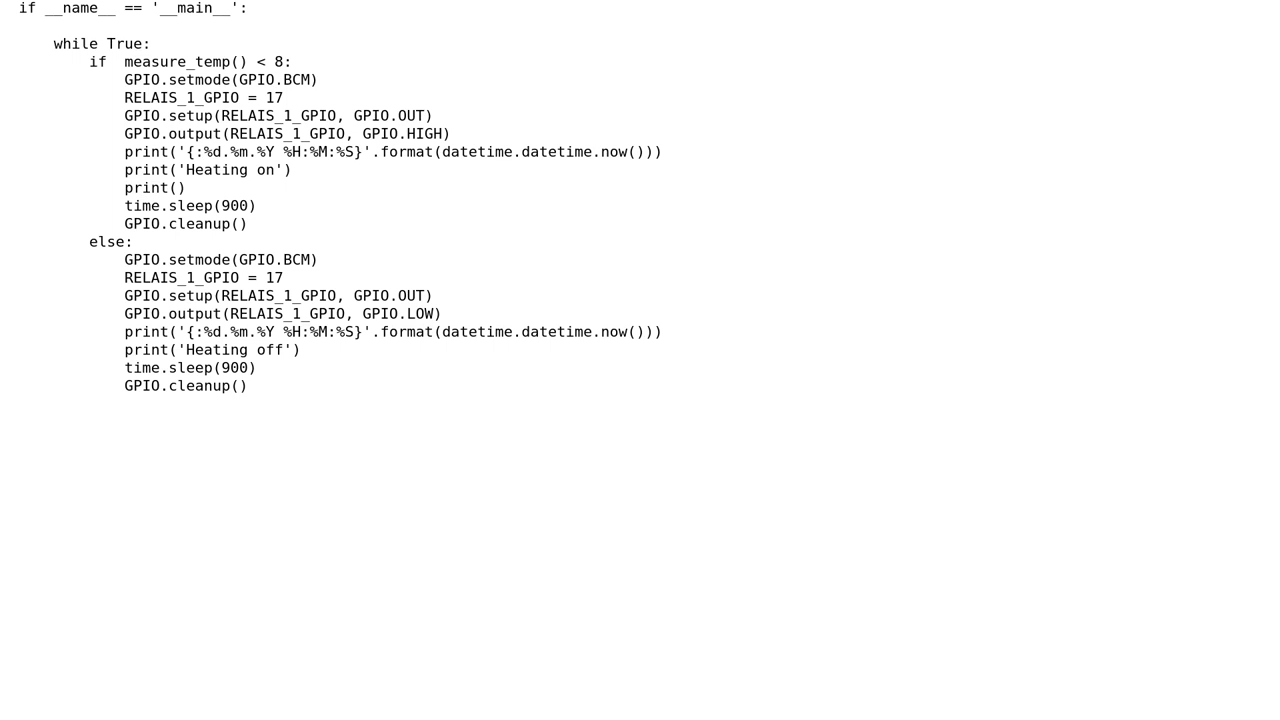 if __name__ == '__main__':
while True:
if  measure_temp() < 8:
GPIO.setmode(GPIO.BCM)
RELAIS_1_GPIO = 17
GPIO.setup(RELAIS_1_GPIO, GPIO.OUT)
GPIO.output(RELAIS_1_GPIO, GPIO.HIGH)
print('{:%d.%m.%Y %H:%M:%S}'.format(datetime.datetime.now()))
print('Heating on')
print()
time.sleep(900)
GPIO.cleanup()
else:
GPIO.setmode(GPIO.BCM)
RELAIS_1_GPIO = 17
GPIO.setup(RELAIS_1_GPIO, GPIO.OUT)
GPIO.output(RELAIS_1_GPIO, GPIO.LOW)
print('{:%d.%m.%Y %H:%M:%S}'.format(datetime.datetime.now()))
print('Heating off')
time.sleep(900)
GPIO.cleanup()